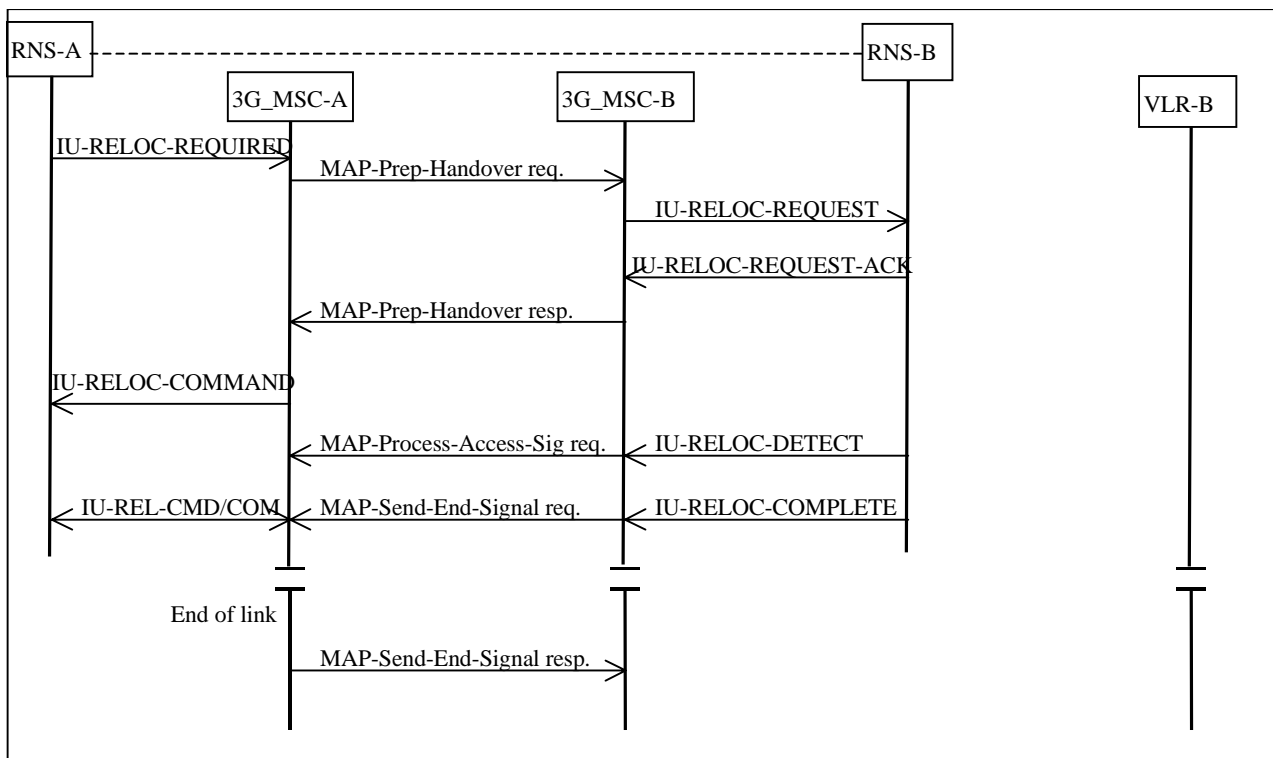 RNS-A
RNS-B
3G_MSC-A
3G_MSC-B
VLR-B
IU-RELOC-REQUIRED
MAP-Prep-Handover req.
IU-RELOC-REQUEST
IU-RELOC-REQUEST-ACK
MAP-Prep-Handover resp.
IU-RELOC-COMMAND
MAP-Process-Access-Sig req.
IU-RELOC-DETECT
IU-REL-CMD/COM
MAP-Send-End-Signal req.
IU-RELOC-COMPLETE
End of link
MAP-Send-End-Signal resp.